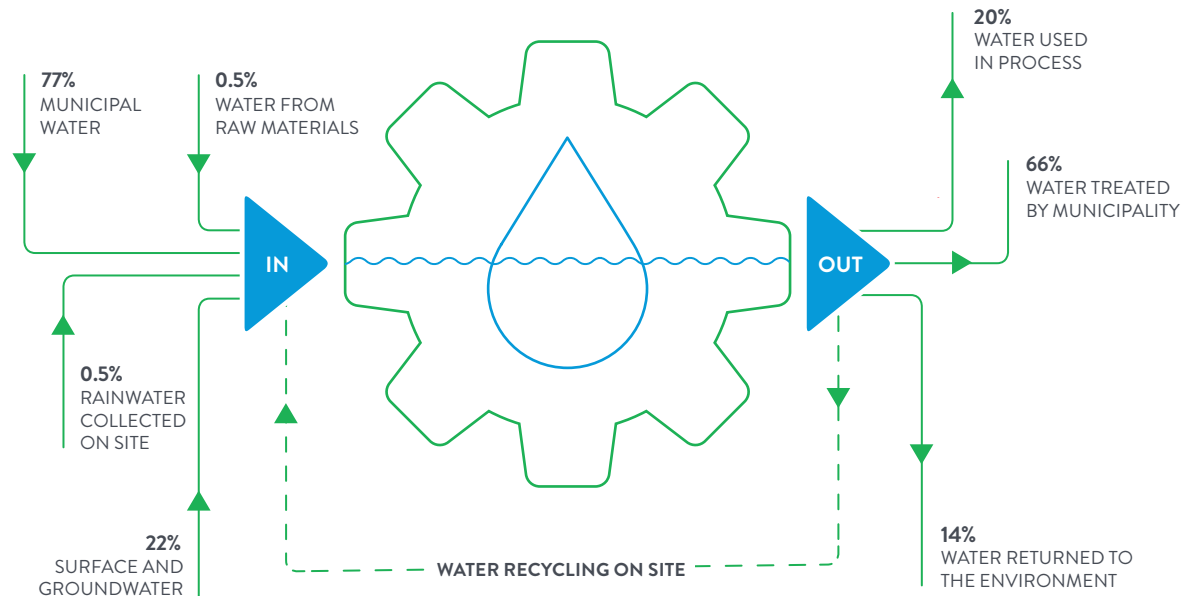 77%
MUNICIPAL
WATER
0.5%
WATER FROM
RAW MATERIALS
IN
0.5%
RAINWATER
COLLECTED
ON SITE
22%
SURFACE AND
GROUNDWATER
WATER RECYCLING ON SITE
OUT
20%
WATER USED
IN PROCESS
66%
WATER TREATED
BY MUNICIPALITY
14%
WATER RETURNED TO
THE ENVIRONMENT